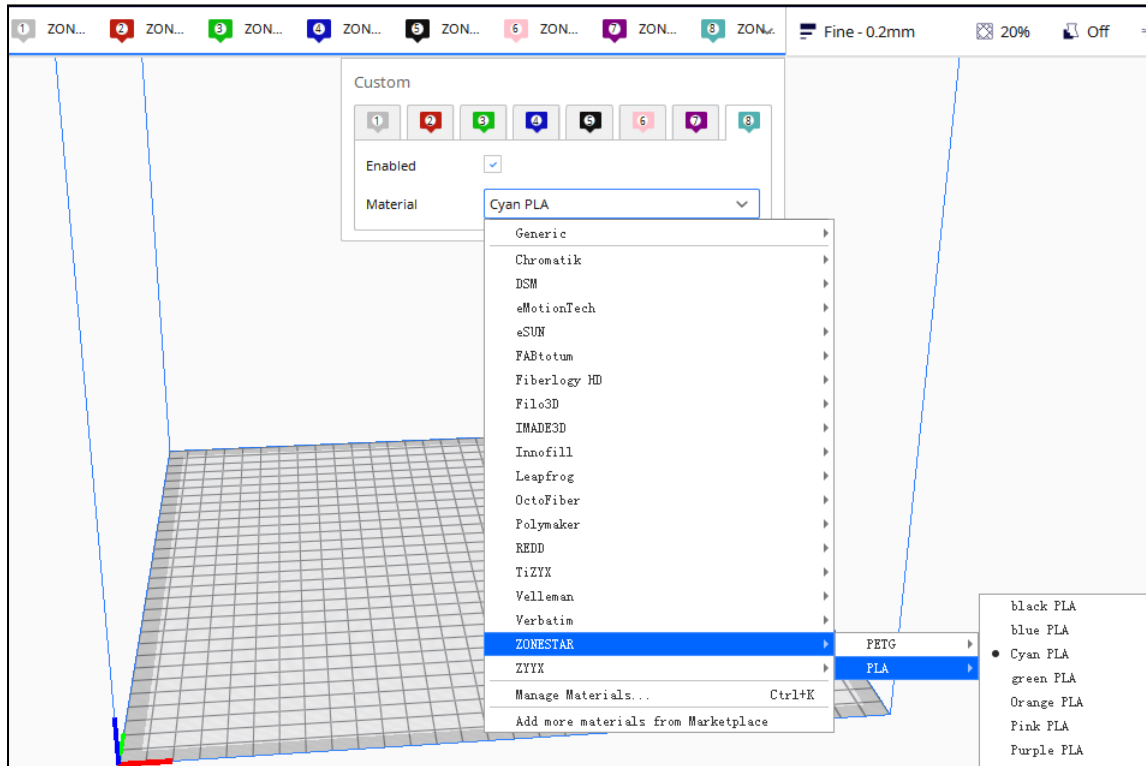 1 ZON... 2 ZON... 3 ZON... 4 ZON... 5 ZON... 6 ZON... 7 ZON... 8 ZON... Fine - 0.2mm 20% Off
Custom
1 2 3 4 5 6 7 8
Enabled
Material Cyan PLA
Generic
Chromatik
DSM
eMotionTech
eSUN
FABtotum
Fiberlogy HD
Filo3D
IMADE3D
Innofill
Leapfrog
OctoFiber
Polymaker
REDD
TiZYX
Velleman
Verbatim
ZONESTAR
ZYYX
Manage Materials... Ctrl+K
Add more materials from Marketplace
PETG
PLA
black PLA
blue PLA
Cyan PLA
green PLA
Orange PLA
Pink PLA
Purple PLA